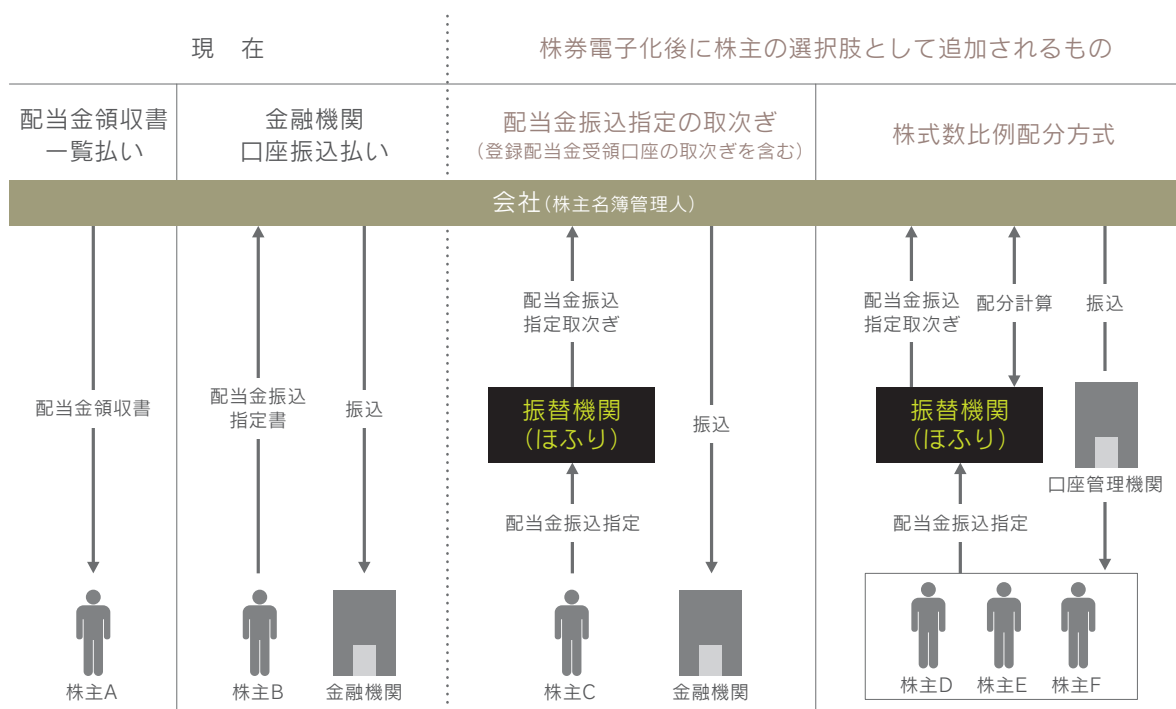 現 在
株券電子化後に株主の選択肢として追加されるもの
配当金領収書
一覧払い
金融機関
口座振込払い
配当金振込指定の取次ぎ
（登録配当金受領口座の取次ぎを含む）
株式数比例配分方式
会社（株主名簿管理人）
配当金領収書
配当金振込
指定書
振込
配当金振込
指定取次ぎ
振替機関
（ほふり）
配当金振込指定
振込
配当金振込
指定取次ぎ
配分計算
振込
振替機関
（ほふり）
口座管理機関
配当金振込指定
株主A
株主B
金融機関
株主C
金融機関
株主D
株主E
株主F